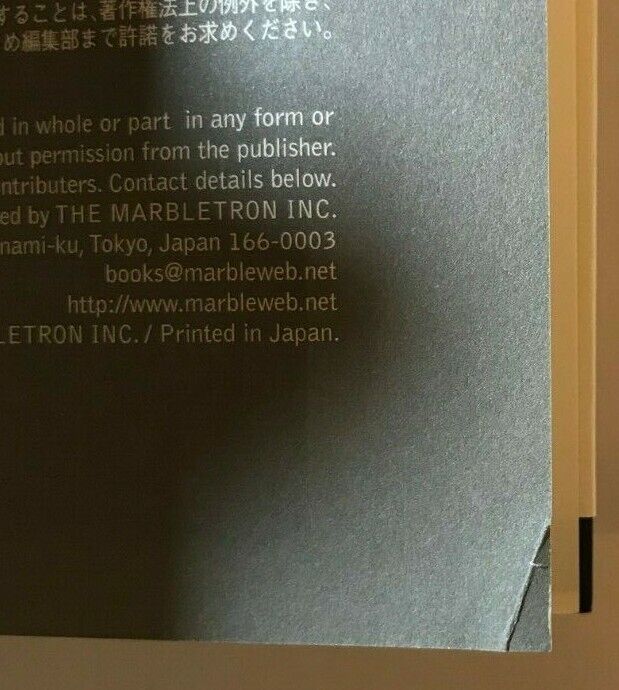 することは、著作権法上の例外を除き、
め編集部まで許諾をお求めください。
d in whole or part in any form or
out permission from the publisher.
ntributers. Contact details below.
ed by THE MARBLETRON INC.
nami-ku, Tokyo, Japan 166-0003
books@marbleweb.net
http://www.marbleweb.net
LETRON INC. / Printed in Japan.